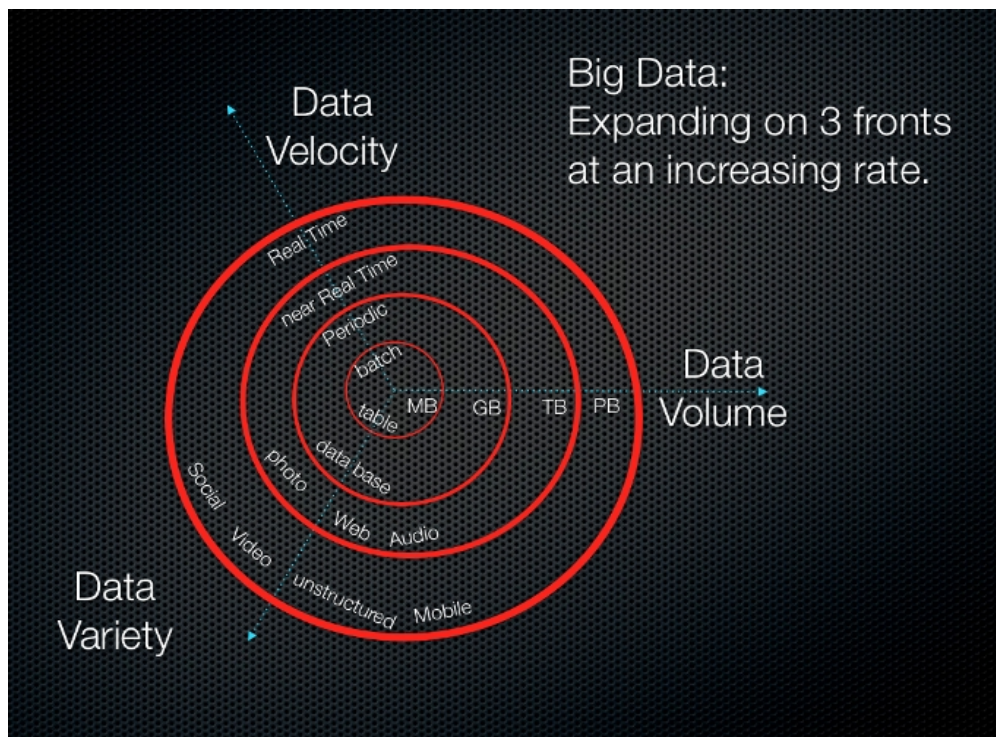 Big Data:
Expanding on 3 fronts
at an increasing rate.
Data
Velocity
Real Time
near Real Time
Periodic
batch
table
MB GB TB PB
Data
Volume
data base
photo
Web Audio
Social
Video
unstructured
Mobile
Data
Variety